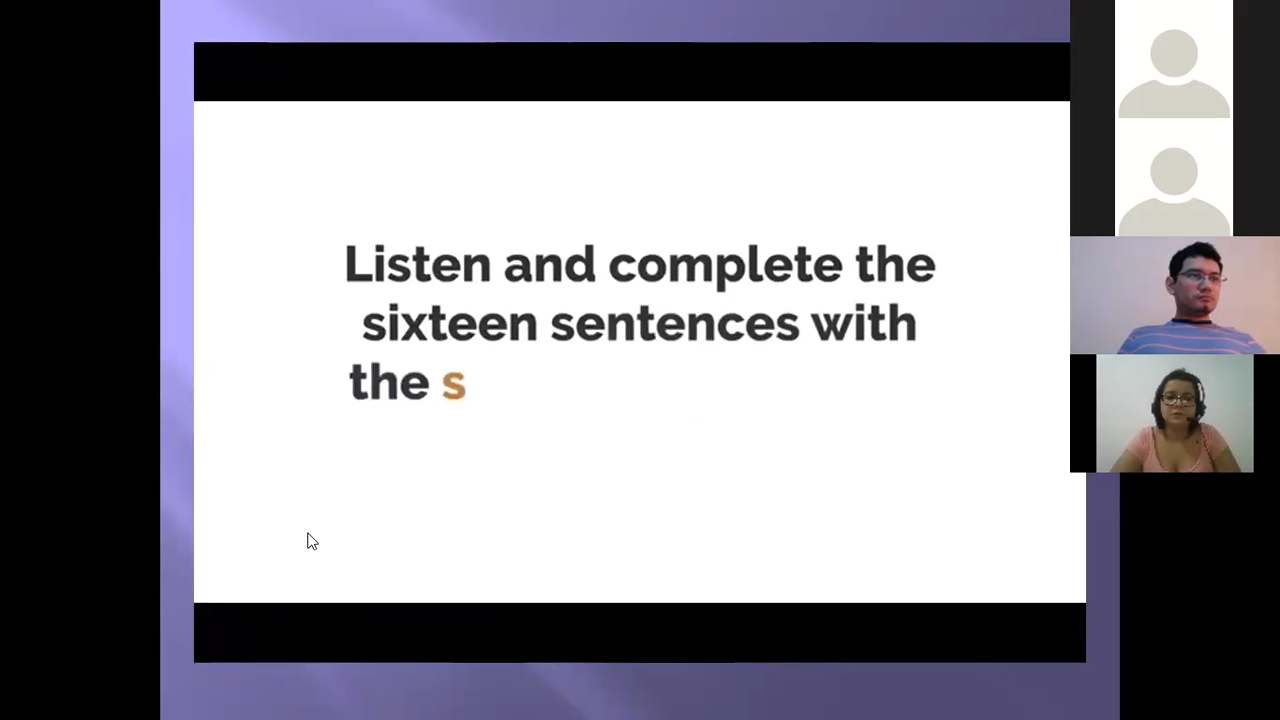 Listen and complete the
sixteen sentences with
the s